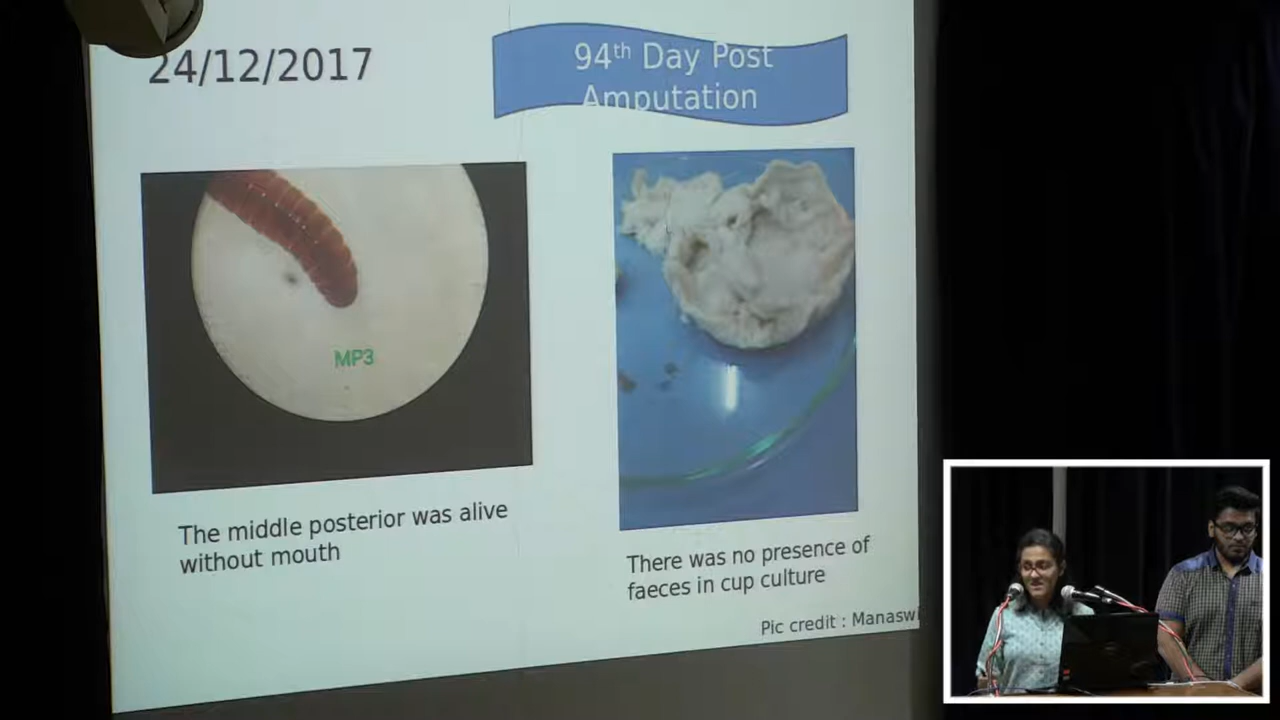 24/12/2017
94th Day Post
Amputation
MP3
The middle posterior was alive
without mouth
There was no presence of
faeces in cup culture
Pic credit : Manaswi